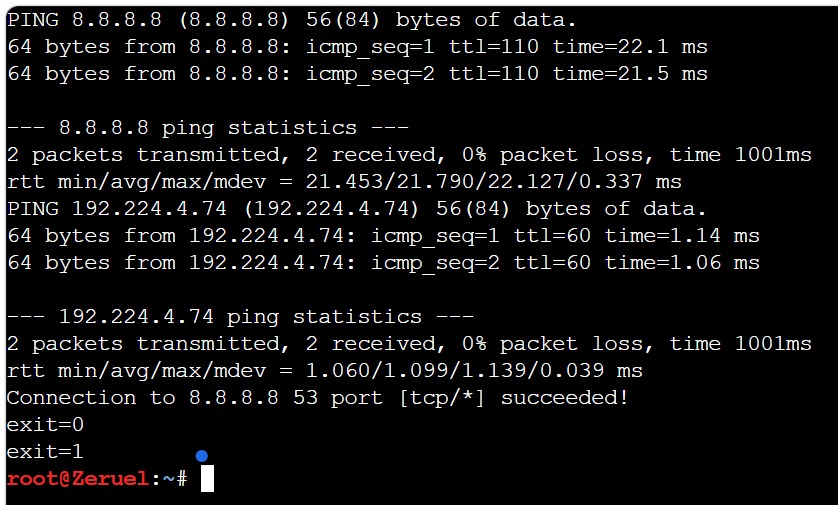 PING 8.8.8.8 (8.8.8.8) 56(84) bytes of data.
64 bytes from 8.8.8.8: icmp_seq=1 ttl=110 time=22.1 ms
64 bytes from 8.8.8.8: icmp_seq=2 ttl=110 time=21.5 ms
--- 8.8.8.8 ping statistics ---
2 packets transmitted, 2 received, 0% packet loss, time 1001ms
rtt min/avg/max/mdev = 21.453/21.790/22.127/0.337 ms
PING 192.224.4.74 (192.224.4.74) 56(84) bytes of data.
64 bytes from 192.224.4.74: icmp_seq=1 ttl=60 time=1.14 ms
64 bytes from 192.224.4.74: icmp_seq=2 ttl=60 time=1.06 ms
--- 192.224.4.74 ping statistics ---
2 packets transmitted, 2 received, 0% packet loss, time 1001ms
rtt min/avg/max/mdev = 1.060/1.099/1.139/0.039 ms
Connection to 8.8.8.8 53 port [tcp/*] succeeded!
exit=0
exit=1
root@Zeruel:~#